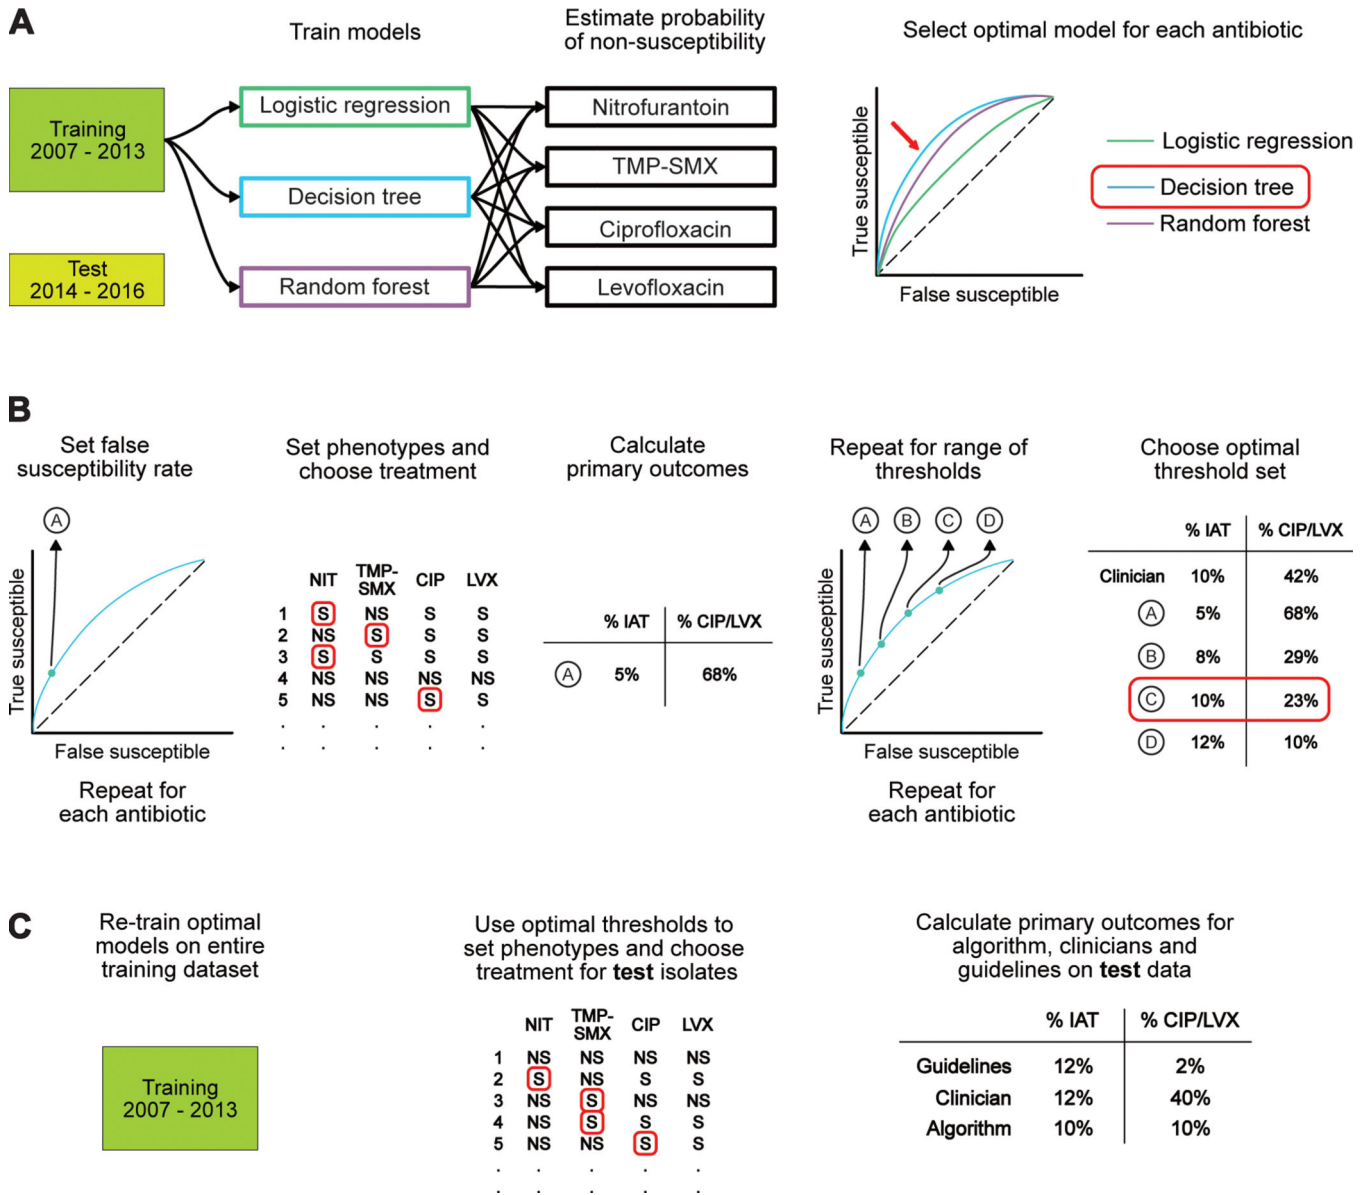 A
Train models
Estimate probability
of non-susceptibility
Select optimal model for each antibiotic
Training
2007 - 2013
Test
2014 - 2016
Logistic regression
Decision tree
Random forest
Nitrofurantoin
TMP-SMX
Ciprofloxacin
Levofloxacin
True susceptible
False susceptible
Logistic regression
Decision tree
Random forest
B
Set false
susceptibility rate
A
True susceptible
False susceptible
Repeat for
each antibiotic
Set phenotypes and
choose treatment
NIT TMP-SMX CIP LVX
1 S NS S S
2 NS S S S
3 S S S S
4 NS NS NS NS
5 NS NS S S
. . . . .
. . . . .
Calculate
primary outcomes
% IAT % CIP/LVX
A 5% 68%
Repeat for range of
thresholds
A B C D
True susceptible
False susceptible
Repeat for
each antibiotic
Choose optimal
threshold set
% IAT % CIP/LVX
Clinician 10% 42%
A 5% 68%
B 8% 29%
C 10% 23%
D 12% 10%
C
Re-train optimal
models on entire
training dataset
Training
2007 - 2013
Use optimal thresholds to
set phenotypes and choose
treatment for test isolates
NIT TMP-SMX CIP LVX
1 NS NS NS NS
2 S NS S S
3 NS S NS NS
4 NS S S S
5 NS NS S S
. . . . .
. . . . .
Calculate primary outcomes for
algorithm, clinicians and
guidelines on test data
% IAT % CIP/LVX
Guidelines 12% 2%
Clinician 12% 40%
Algorithm 10% 10%